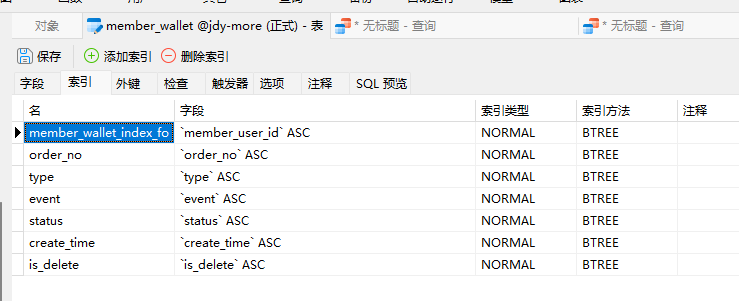 对象 member_wallet @jdy-more (正式) - 表 * 无标题 - 查询 * 无标题 - 查询
保存 添加索引 删除索引
字段 索引 外键 检查 触发器 选项 注释 SQL 预览
名 字段 索引类型 索引方法 注释
member_wallet_index_fo `member_user_id` ASC NORMAL BTREE
order_no `order_no` ASC NORMAL BTREE
type `type` ASC NORMAL BTREE
event `event` ASC NORMAL BTREE
status `status` ASC NORMAL BTREE
create_time `create_time` ASC NORMAL BTREE
is_delete `is_delete` ASC NORMAL BTREE